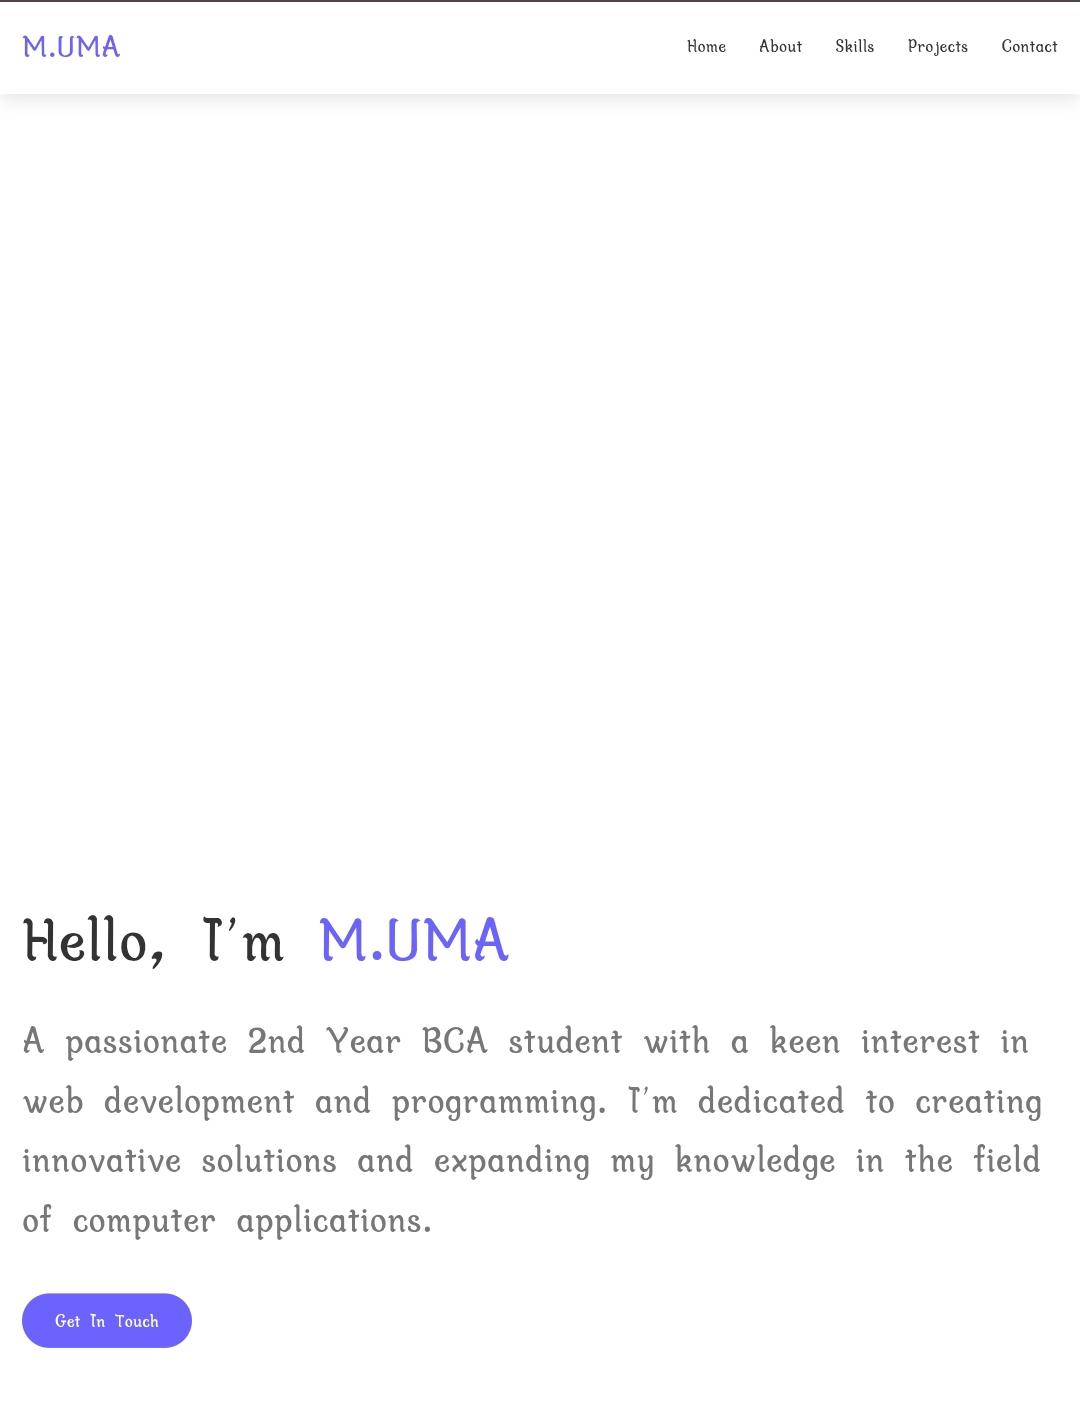 M.UMA
Home About Skills Projects Contact
Hello, I'm M.UMA
A passionate 2nd Year BCA student with a keen interest in
web development and programming. I'm dedicated to creating
innovative solutions and expanding my knowledge in the field
of computer applications.
Get In Touch